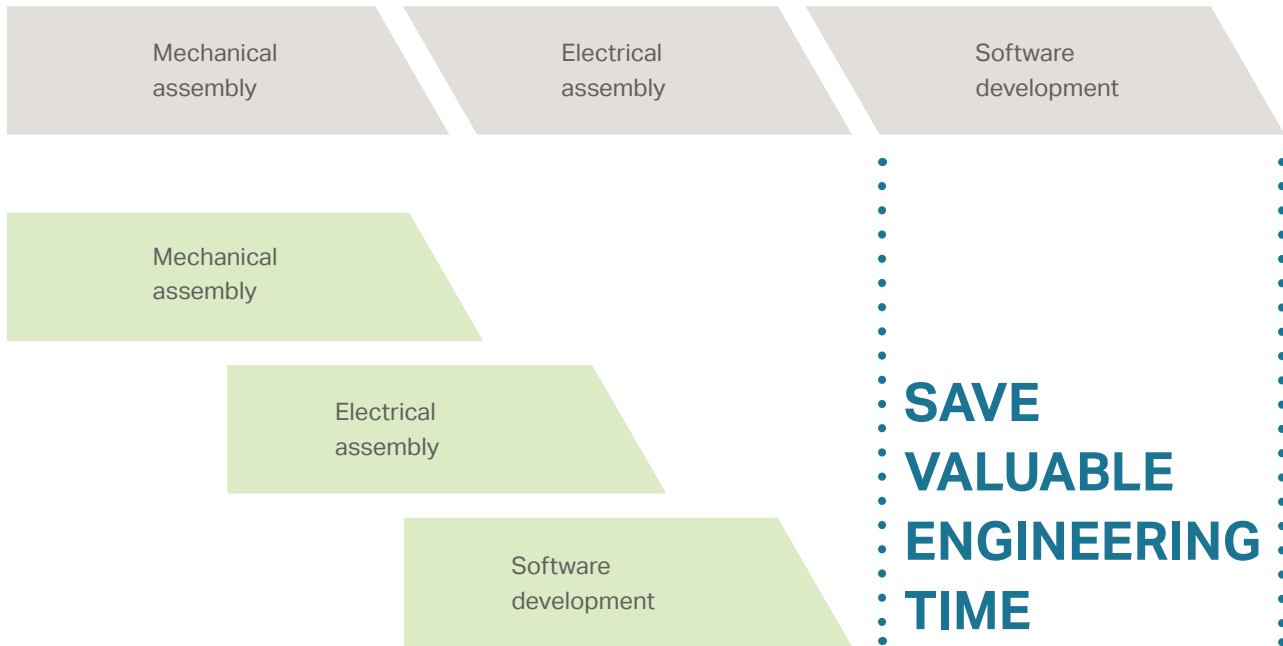 Mechanical
assembly
Electrical
assembly
Software
development
Mechanical
assembly
Electrical
assembly
Software
development
SAVE
VALUABLE
ENGINEERING
TIME